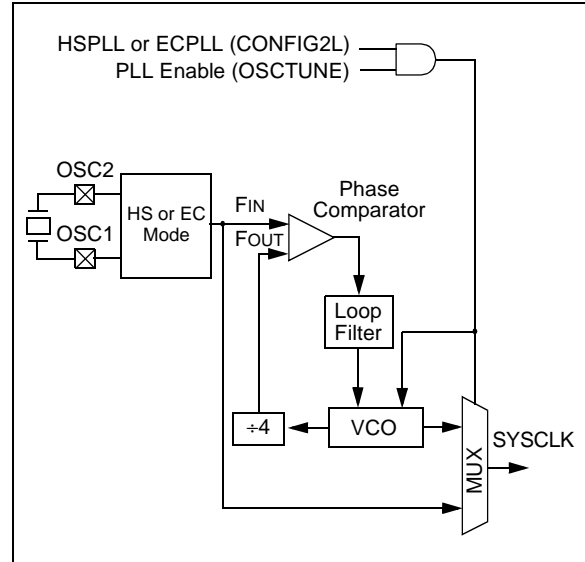 HSPLL or ECPLL (CONFIG2L)
PLL Enable (OSCTUNE)
OSC2
OSC1
HS or EC
Mode
FIN
FOUT
Phase
Comparator
Loop
Filter
÷4
VCO
MUX
SYSCLK